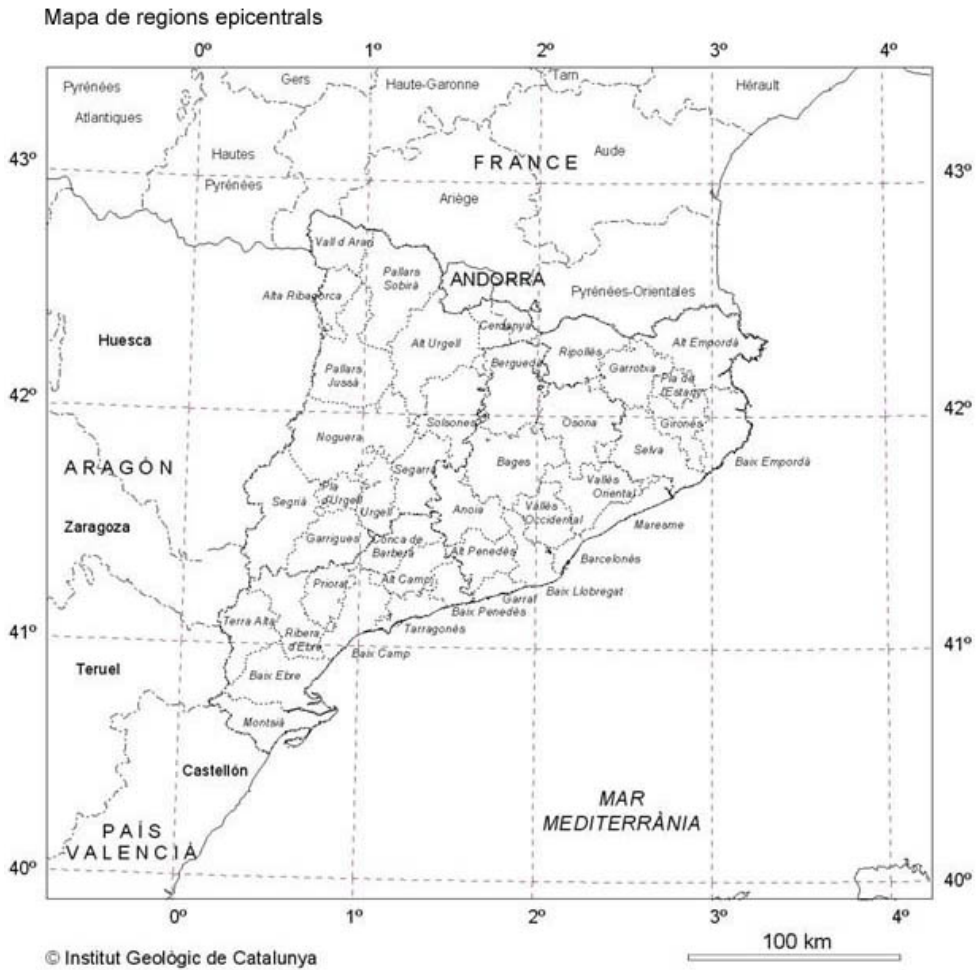 Mapa de regions epicentrals
0º 1º 2º 3º 4º
Pyrénées
Atlantiques
Gers
Haute-Garonne
Tarn
Hérault
43º
Hautes
Pyrénées
FRANCE
Aude
43º
Ariège
Vall d Aran
Pallars
Sobirà
ANDORRA
Pyrénées-Orientales
Alta Ribagorça
Huesca
Cerdanya
Alt Urgell
Ripollès
Alt Empordà
Berguedà
Garrotxa
Pallars
Jussà
Pla de
l'Estany
42º
42º
Solsones
Osona
Gironès
Noguera
Bages
Selva
Baix Empordà
ARAGÓN
Segarra
Vallès
Oriental
Segrià
Pla
d'Urgell
Urgell
Anoia
Vallès
Occidental
Maresme
Zaragoza
Garrigues
Conca de
Barberà
Alt Penedès
Barcelonès
Priorat
Alt Camp
Garraf
Baix Llobregat
Baix Penedès
41º
Terra Alta
Ribera
d'Ebre
Tarragonès
Baix Camp
41º
Teruel
Baix Ebre
Montsià
Castellón
MAR
MEDITERRÀNIA
PAÍS
VALENCIÀ
40º
40º
0º 1º 2º 3º 4º
100 km
© Institut Geològic de Catalunya